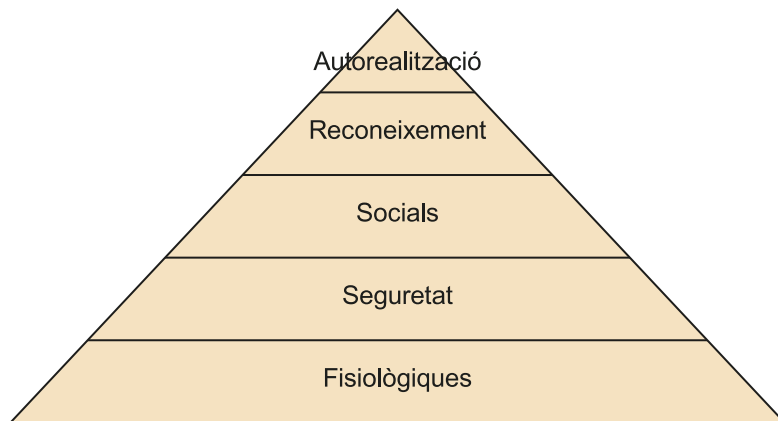 Autorealització
Reconeixement
Socials
Seguretat
Fisiològiques